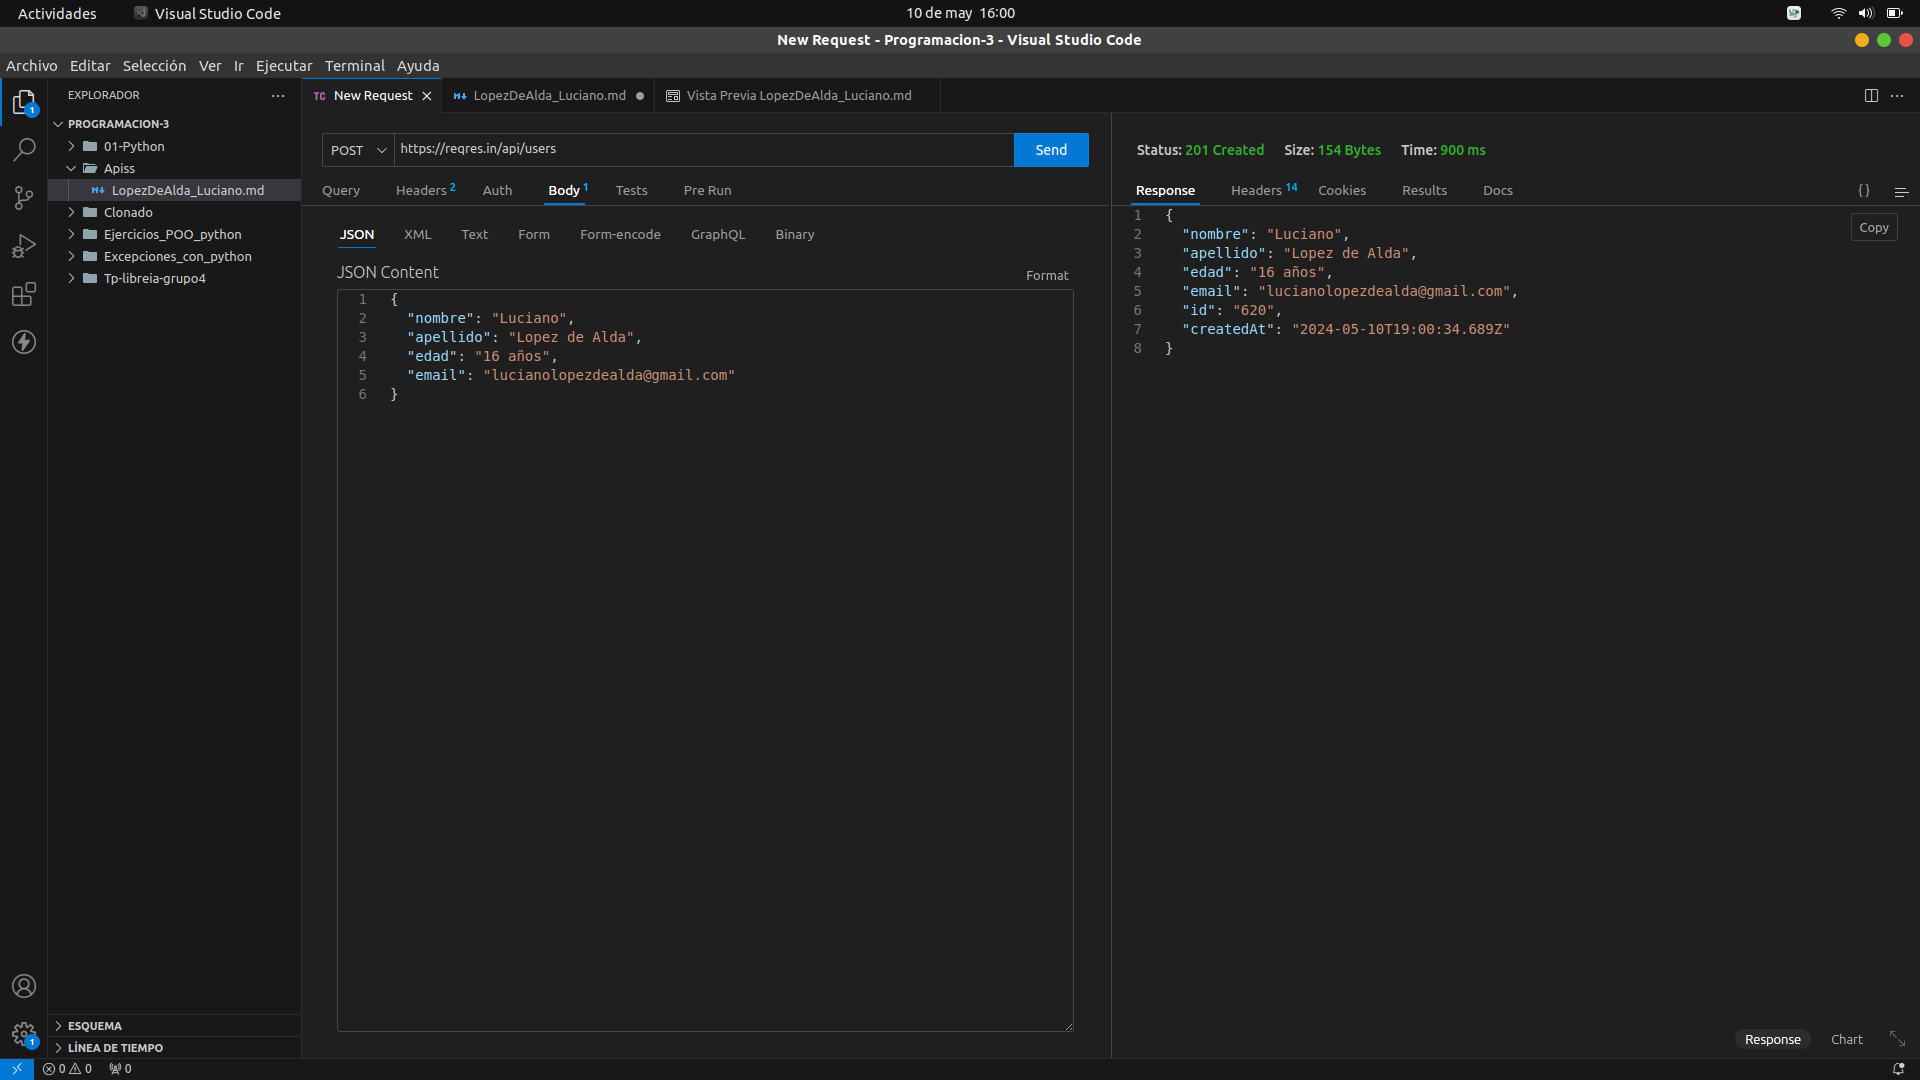 Actividades
Visual Studio Code
10 de may 16:00
New Request - Programacion-3 - Visual Studio Code
Archivo Editar Selección Ver Ir Ejecutar Terminal Ayuda
EXPLORADOR
PROGRAMACION-3
01-Python
Apiss
LopezDeAlda_Luciano.md
Clonado
Ejercicios_POO_python
Excepciones_con_python
Tp-libreia-grupo4
ESQUEMA
LÍNEA DE TIEMPO
1
1
TC New Request
LopezDeAlda_Luciano.md
Vista Previa LopezDeAlda_Luciano.md
POST https://reqres.in/api/users Send
Query Headers 2 Auth Body 1 Tests Pre Run
JSON XML Text Form Form-encode GraphQL Binary
JSON Content
Format
1 {
2 "nombre": "Luciano",
3 "apellido": "Lopez de Alda",
4 "edad": "16 años",
5 "email": "lucianolopezdealda@gmail.com"
6 }
Status: 201 Created Size: 154 Bytes Time: 900 ms
Response Headers 14 Cookies Results Docs {}
Copy
1 {
2 "nombre": "Luciano",
3 "apellido": "Lopez de Alda",
4 "edad": "16 años",
5 "email": "lucianolopezdealda@gmail.com",
6 "id": "620",
7 "createdAt": "2024-05-10T19:00:34.689Z"
8 }
Response Chart
0 0 0